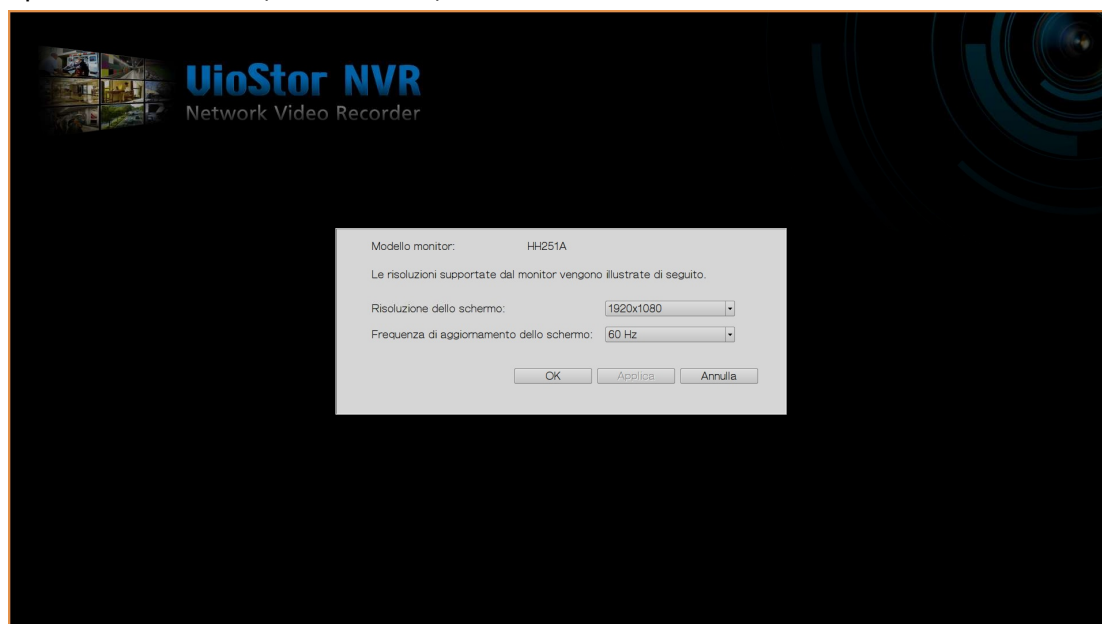 VioStor NVR
Network Video Recorder
Modello monitor: HH251A
Le risoluzioni supportate dal monitor vengono illustrate di seguito.
Risoluzione dello schermo: 1920x1080
Frequenza di aggiornamento dello schermo: 60 Hz
OK Applica Annulla